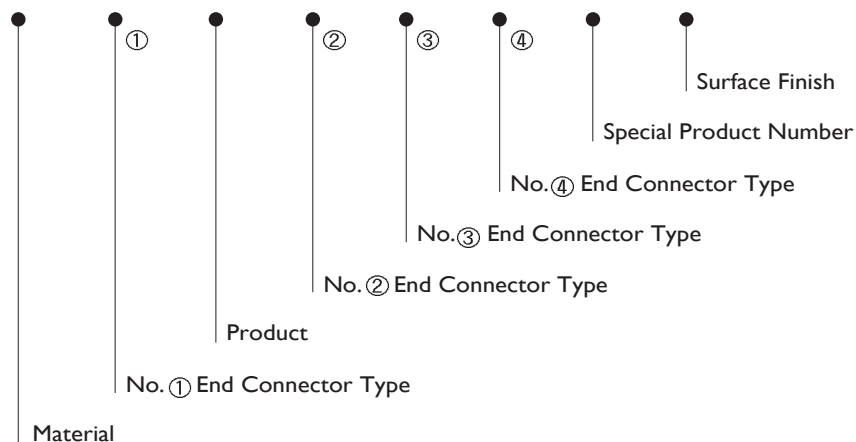 ① ② ③ ④
Surface Finish
Special Product Number
No.④ End Connector Type
No.③ End Connector Type
No.② End Connector Type
Product
No.① End Connector Type
Material